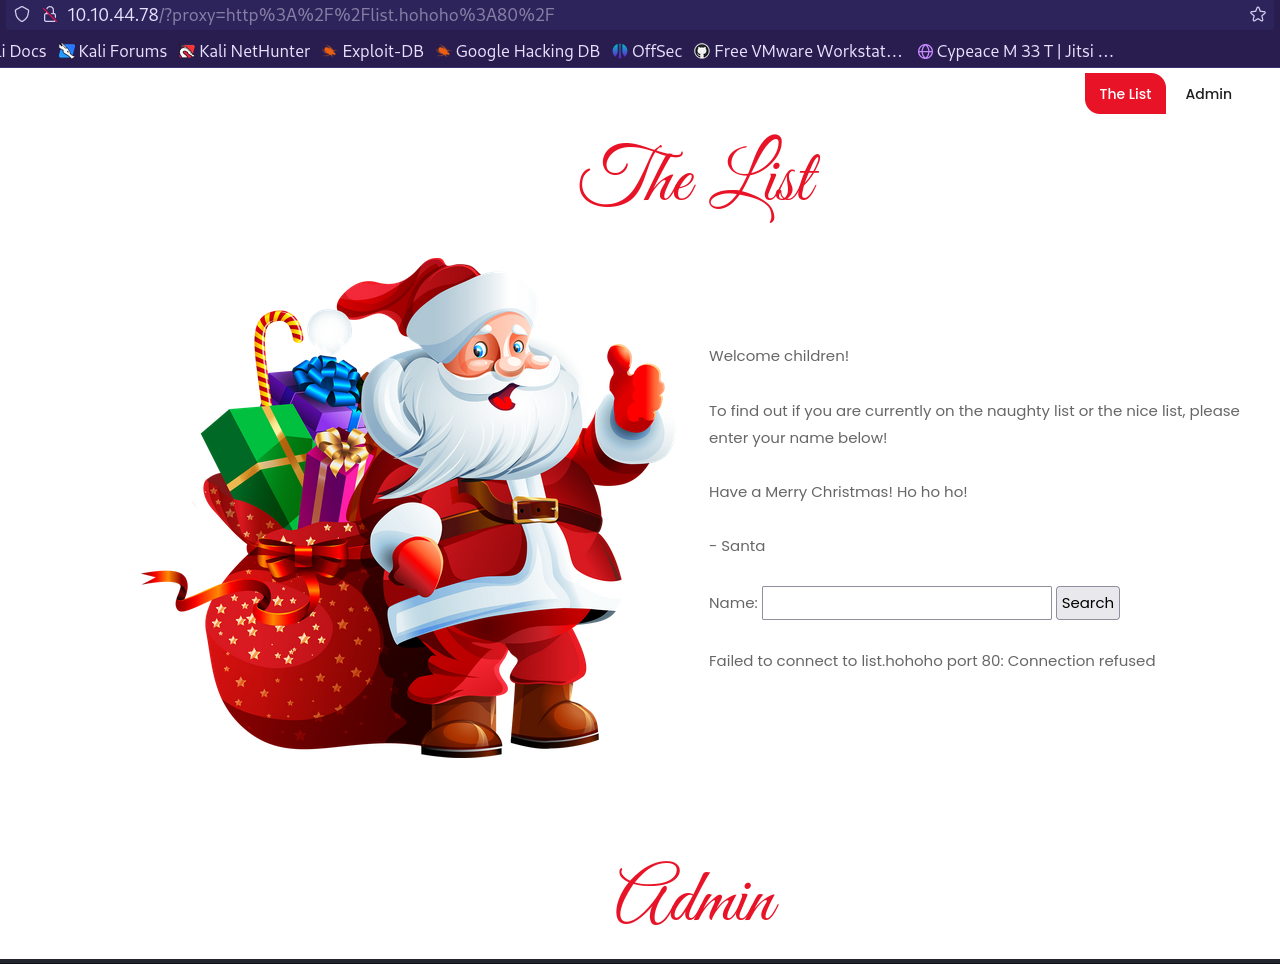 10.10.44.78/?proxy=http%3A%2F%2Flist.hohoho%3A80%2F
i Docs Kali Forums Kali NetHunter Exploit-DB Google Hacking DB OffSec Free VMware Workstat… Cypeace M 33 T | Jitsi …
The List Admin
The List
Welcome children!
To find out if you are currently on the naughty list or the nice list, please
enter your name below!
Have a Merry Christmas! Ho ho ho!
- Santa
Name: Search
Failed to connect to list.hohoho port 80: Connection refused
Admin